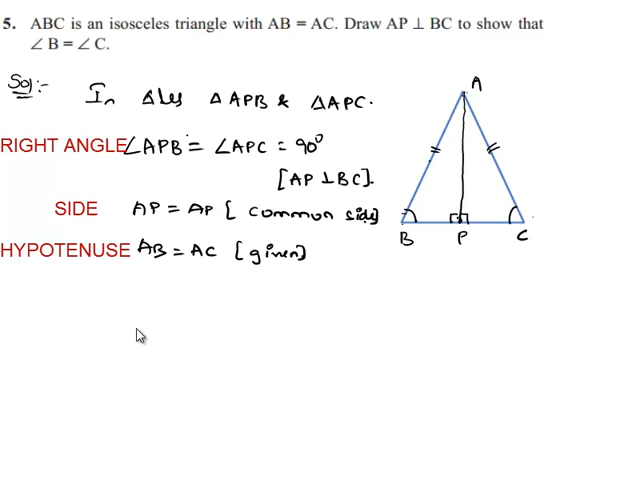 5. ABC is an isosceles triangle with AB = AC. Draw AP ⊥ BC to show that
∠ B = ∠ C.
Sol:-
In Δles Δ APB & ΔAPC.
RIGHT ANGLE ∠APB = ∠APC = 90°
[AP ⊥ BC].
SIDE AP = AP [ common side]
HYPOTENUSE AB = AC [given]
A
B P C